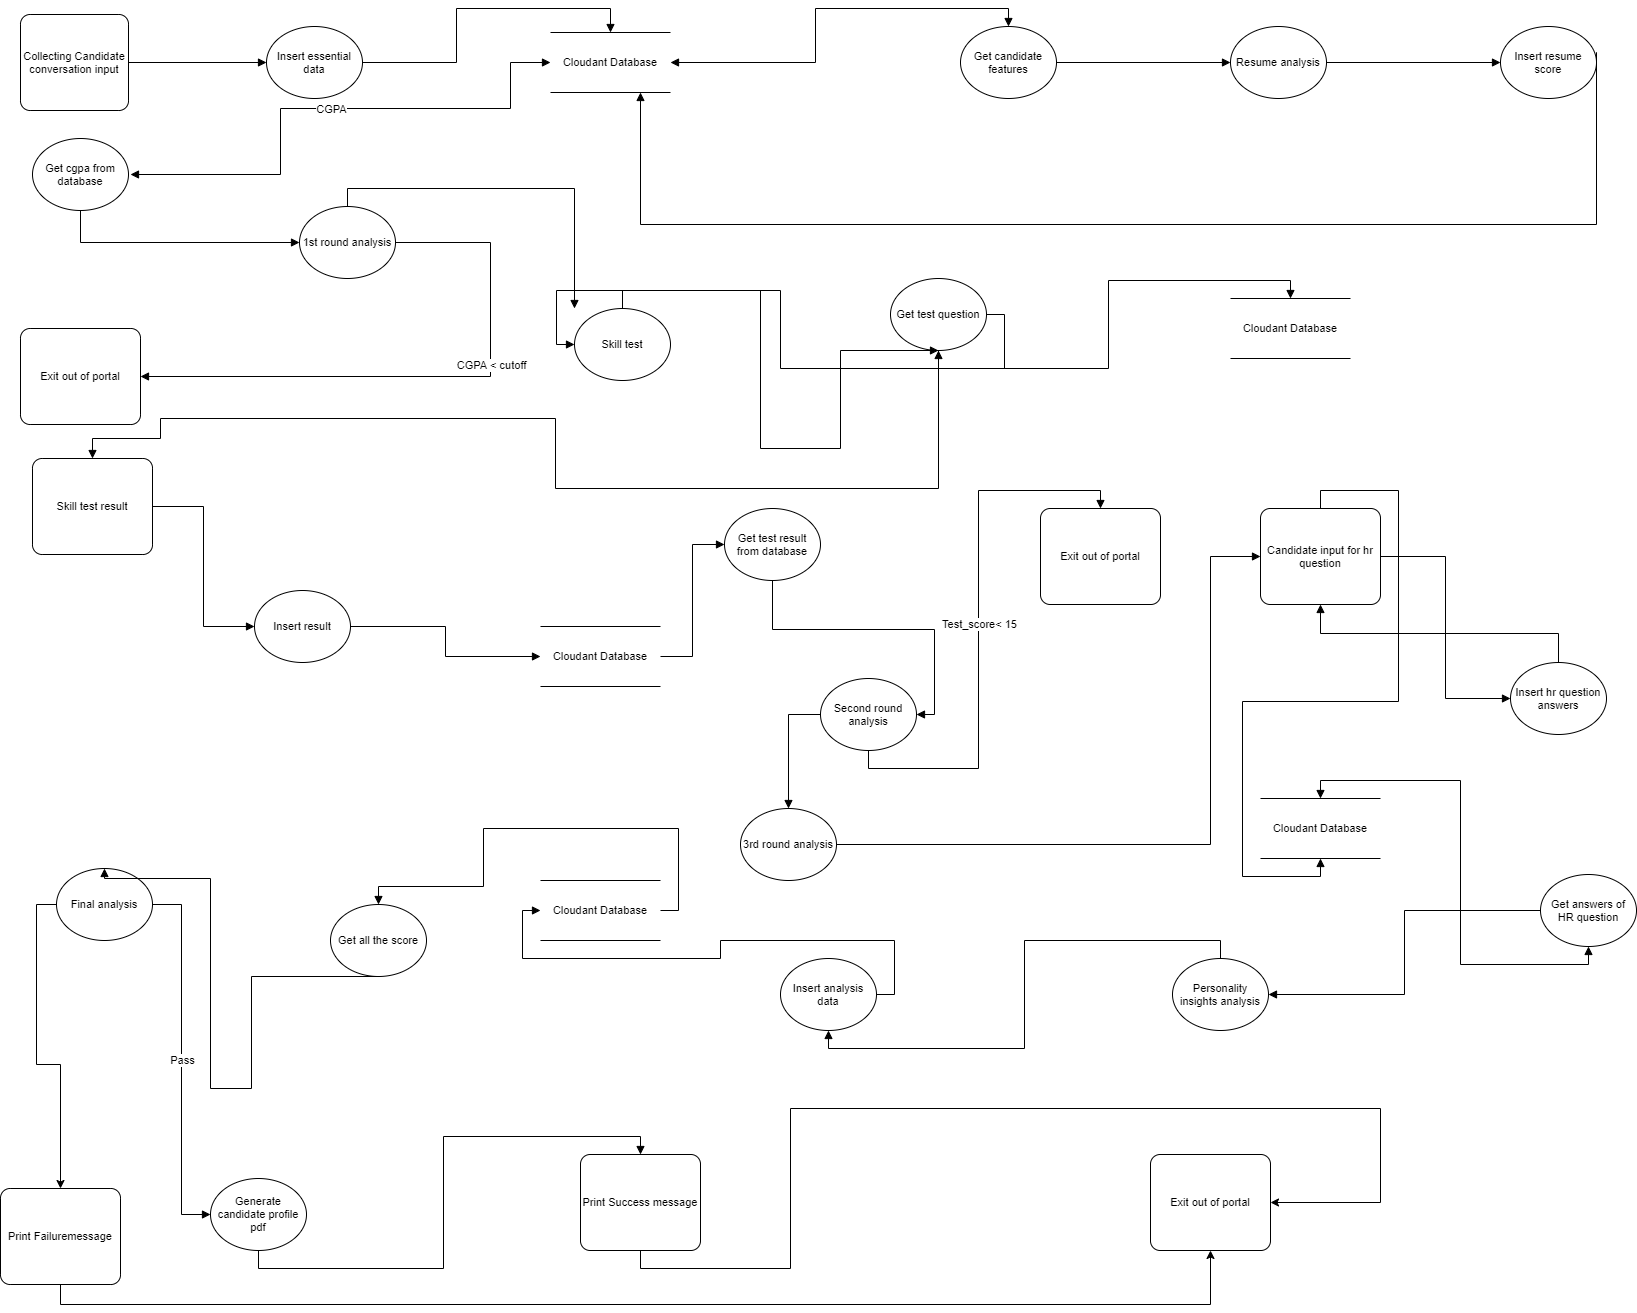 Collecting Candidate
conversation input
Insert essential
data
Cloudant Database
Get candidate
features
Resume analysis
Insert resume
score
CGPA
Get cgpa from
database
1st round analysis
Get test question
Cloudant Database
Skill test
CGPA < cutoff
Exit out of portal
Skill test result
Get test result
from database
Exit out of portal
Candidate input for hr
question
Insert result
Test_score< 15
Cloudant Database
Insert hr question
answers
Second round
analysis
Cloudant Database
3rd round analysis
Final analysis
Cloudant Database
Get answers of
HR question
Get all the score
Insert analysis
data
Personality
insights analysis
Pass
Generate
candidate profile
pdf
Print Success message
Exit out of portal
Print Failuremessage